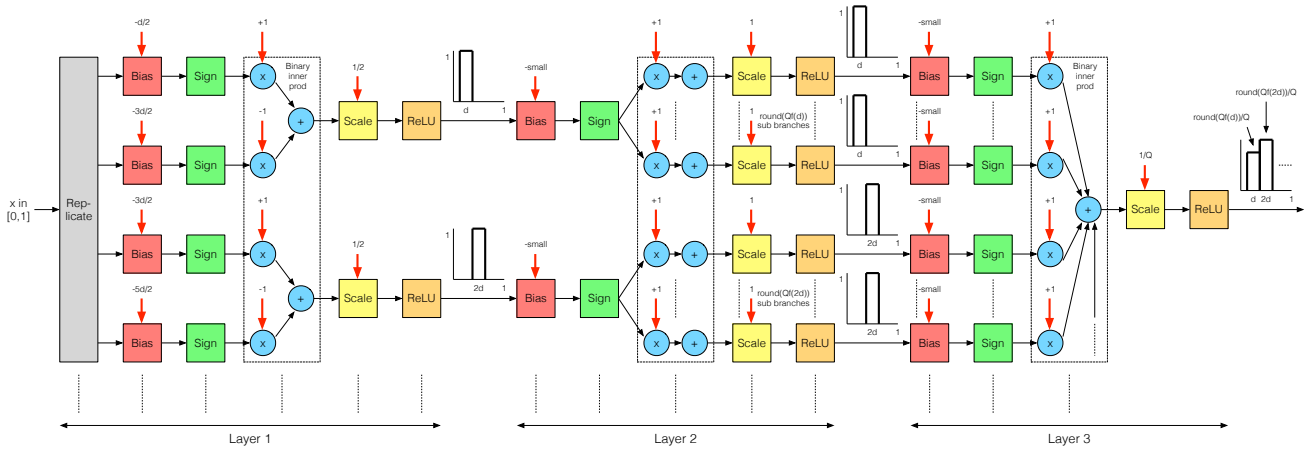 x in
[0,1]
Rep-
licate
-d/2
Bias
Sign
+1
x
Binary
inner
prod
-3d/2
Bias
Sign
-1
x
+
1/2
Scale
ReLU
1
d
1
-3d/2
Bias
Sign
+1
x
-5d/2
Bias
Sign
-1
x
+
1/2
Scale
ReLU
1
2d
1
Layer 1
-small
Bias
Sign
+1
x
+
1
Scale
ReLU
1
d
1
round(Qf(d))
sub branches
+1
x
+
1
Scale
ReLU
1
d
1
-small
Bias
Sign
+1
x
+
1
Scale
ReLU
1
2d
1
round(Qf(2d))
sub branches
+1
x
+
1
Scale
ReLU
1
2d
1
Layer 2
-small
Bias
Sign
+1
x
Binary
inner
prod
-small
Bias
Sign
+1
x
-small
Bias
Sign
+1
x
-small
Bias
Sign
+1
x
+
1/Q
Scale
ReLU
round(Qf(2d))/Q
round(Qf(d))/Q
d 2d 1
Layer 3